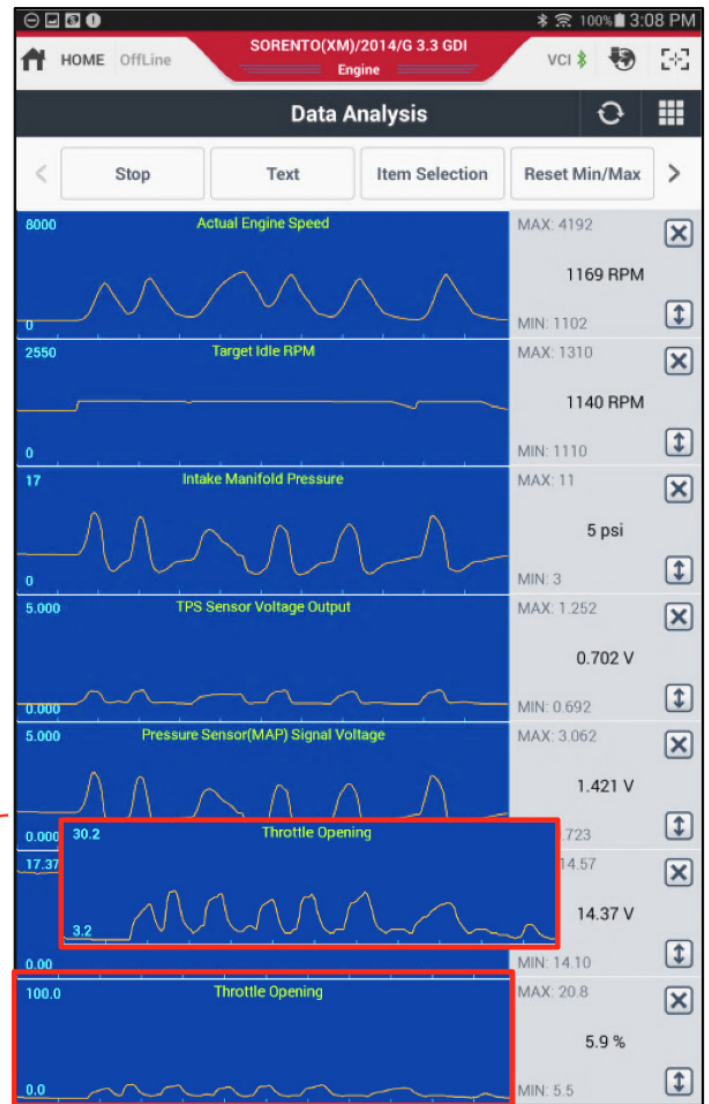 100% 3:08 PM
HOME OffLine
SORENTO(XM)/2014/G 3.3 GDI
Engine
VCI
Data Analysis
< Stop Text Item Selection Reset Min/Max >
8000 Actual Engine Speed MAX: 4192
1169 RPM
0 MIN: 1102
2550 Target Idle RPM MAX: 1310
1140 RPM
0 MIN: 1110
17 Intake Manifold Pressure MAX: 11
5 psi
0 MIN: 3
5.000 TPS Sensor Voltage Output MAX: 1.252
0.702 V
0.000 MIN: 0.692
5.000 Pressure Sensor(MAP) Signal Voltage MAX: 3.062
1.421 V
0.000 .723
30.2 Throttle Opening
3.2
17.37 14.57
14.37 V
0.00 MIN: 14.10
100.0 Throttle Opening MAX: 20.8
5.9 %
0.0 MIN: 5.5